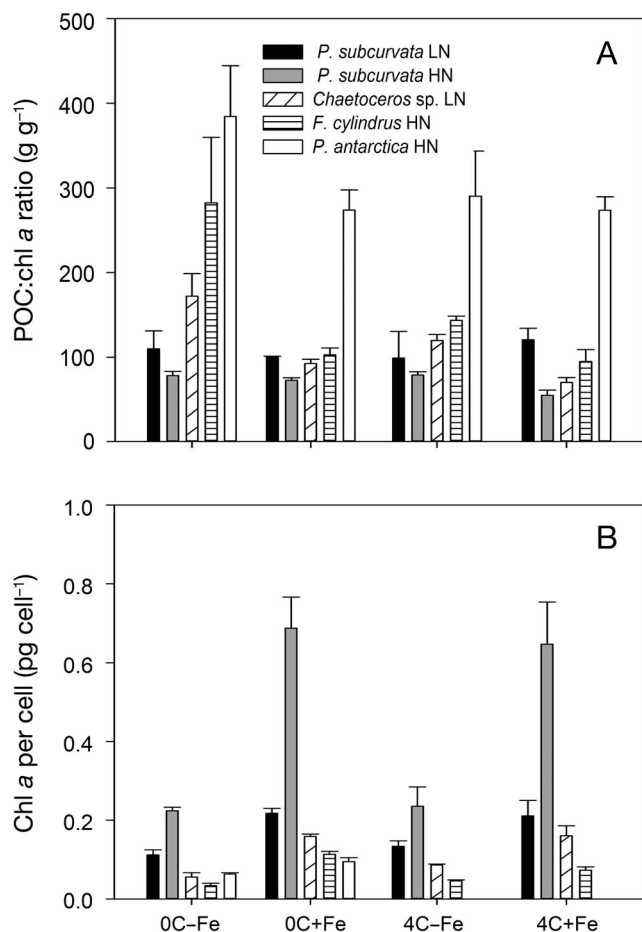 500
A
P. subcurvata LN
P. subcurvata HN
Chaetoceros sp. LN
F. cylindrus HN
P. antarctica HN
400
300
200
100
0
POC:chl a ratio (g g⁻¹)
1.0
B
0.8
0.6
0.4
0.2
0.0
Chl a per cell (pg cell⁻¹)
0C−Fe 0C+Fe 4C−Fe 4C+Fe